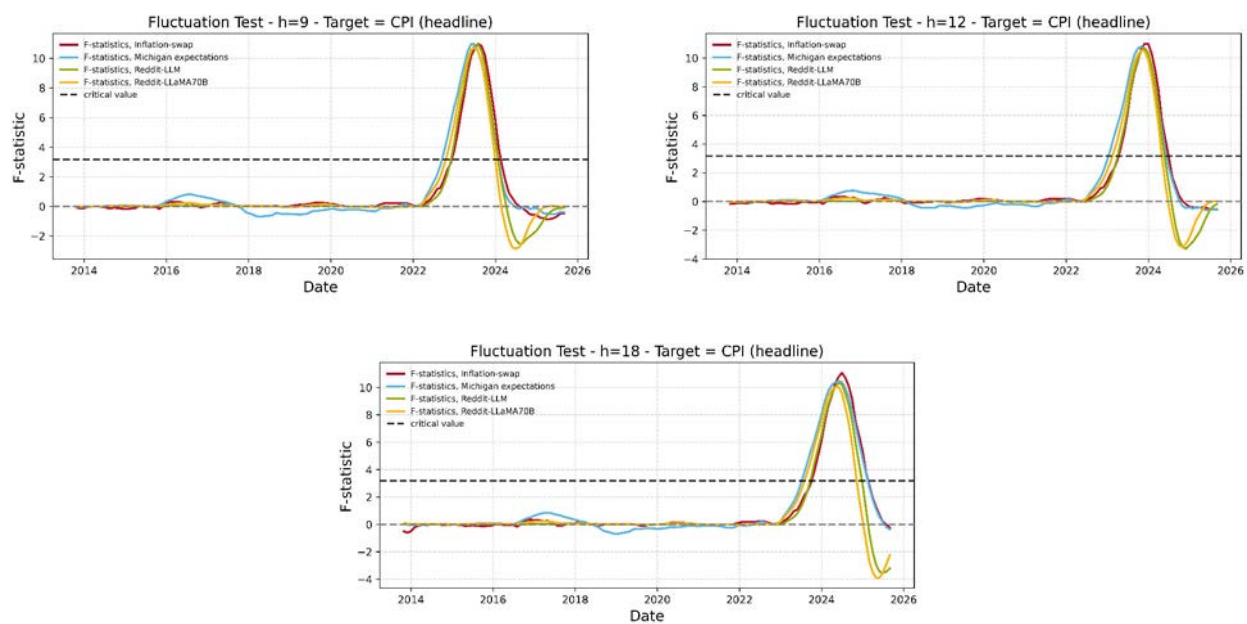 Fluctuation Test - h=9 - Target = CPI (headline)
F-statistics, Inflation-swap
F-statistics, Michigan expectations
F-statistics, Reddit-LLM
F-statistics, Reddit-LLaMA70B
critical value
F-statistic
10
8
6
4
2
0
−2
2014 2016 2018 2020 2022 2024 2026
Date
Fluctuation Test - h=12 - Target = CPI (headline)
F-statistics, Inflation-swap
F-statistics, Michigan expectations
F-statistics, Reddit-LLM
F-statistics, Reddit-LLaMA70B
critical value
F-statistic
10
8
6
4
2
0
−2
−4
2014 2016 2018 2020 2022 2024 2026
Date
Fluctuation Test - h=18 - Target = CPI (headline)
F-statistics, Inflation-swap
F-statistics, Michigan expectations
F-statistics, Reddit-LLM
F-statistics, Reddit-LLaMA70B
critical value
F-statistic
10
8
6
4
2
0
−2
−4
2014 2016 2018 2020 2022 2024 2026
Date